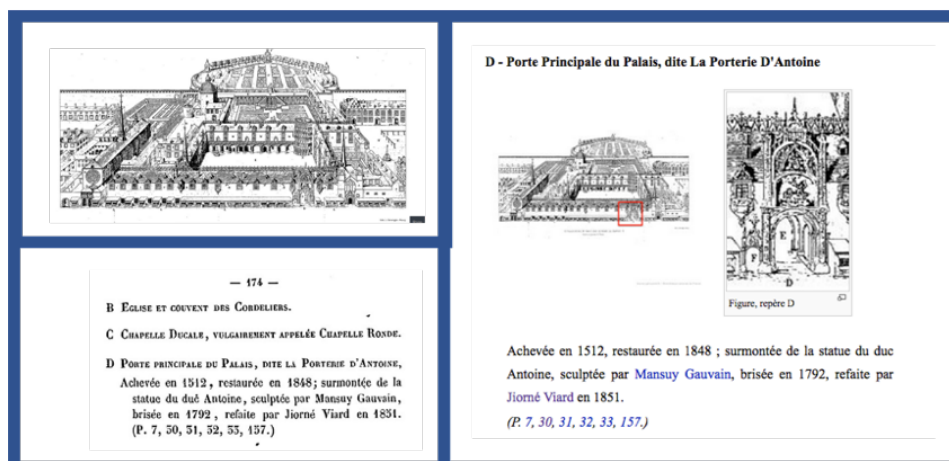 — 174 —
B EGLISE ET COUVENT DES CORDELIERS.
C CHAPELLE DUCALE, VULGAIREMENT APPELÉE CHAPELLE RONDE.
D PORTE PRINCIPALE DU PALAIS, DITE LA PORTERIE D'ANTOINE,
Achevée en 1512, restaurée en 1848; surmontée de la
statue du duc Antoine, sculptée par Mansuy Gauvain,
brisée en 1792, refaite par Jiorné Viard en 1851.
(P. 7, 30, 31, 32, 33, 157.)
D - Porte Principale du Palais, dite La Porterie D'Antoine
E
F
D
Figure, repère D
Achevée en 1512, restaurée en 1848 ; surmontée de la statue du duc
Antoine, sculptée par Mansuy Gauvain, brisée en 1792, refaite par
Jiorné Viard en 1851.
(P. 7, 30, 31, 32, 33, 157.)